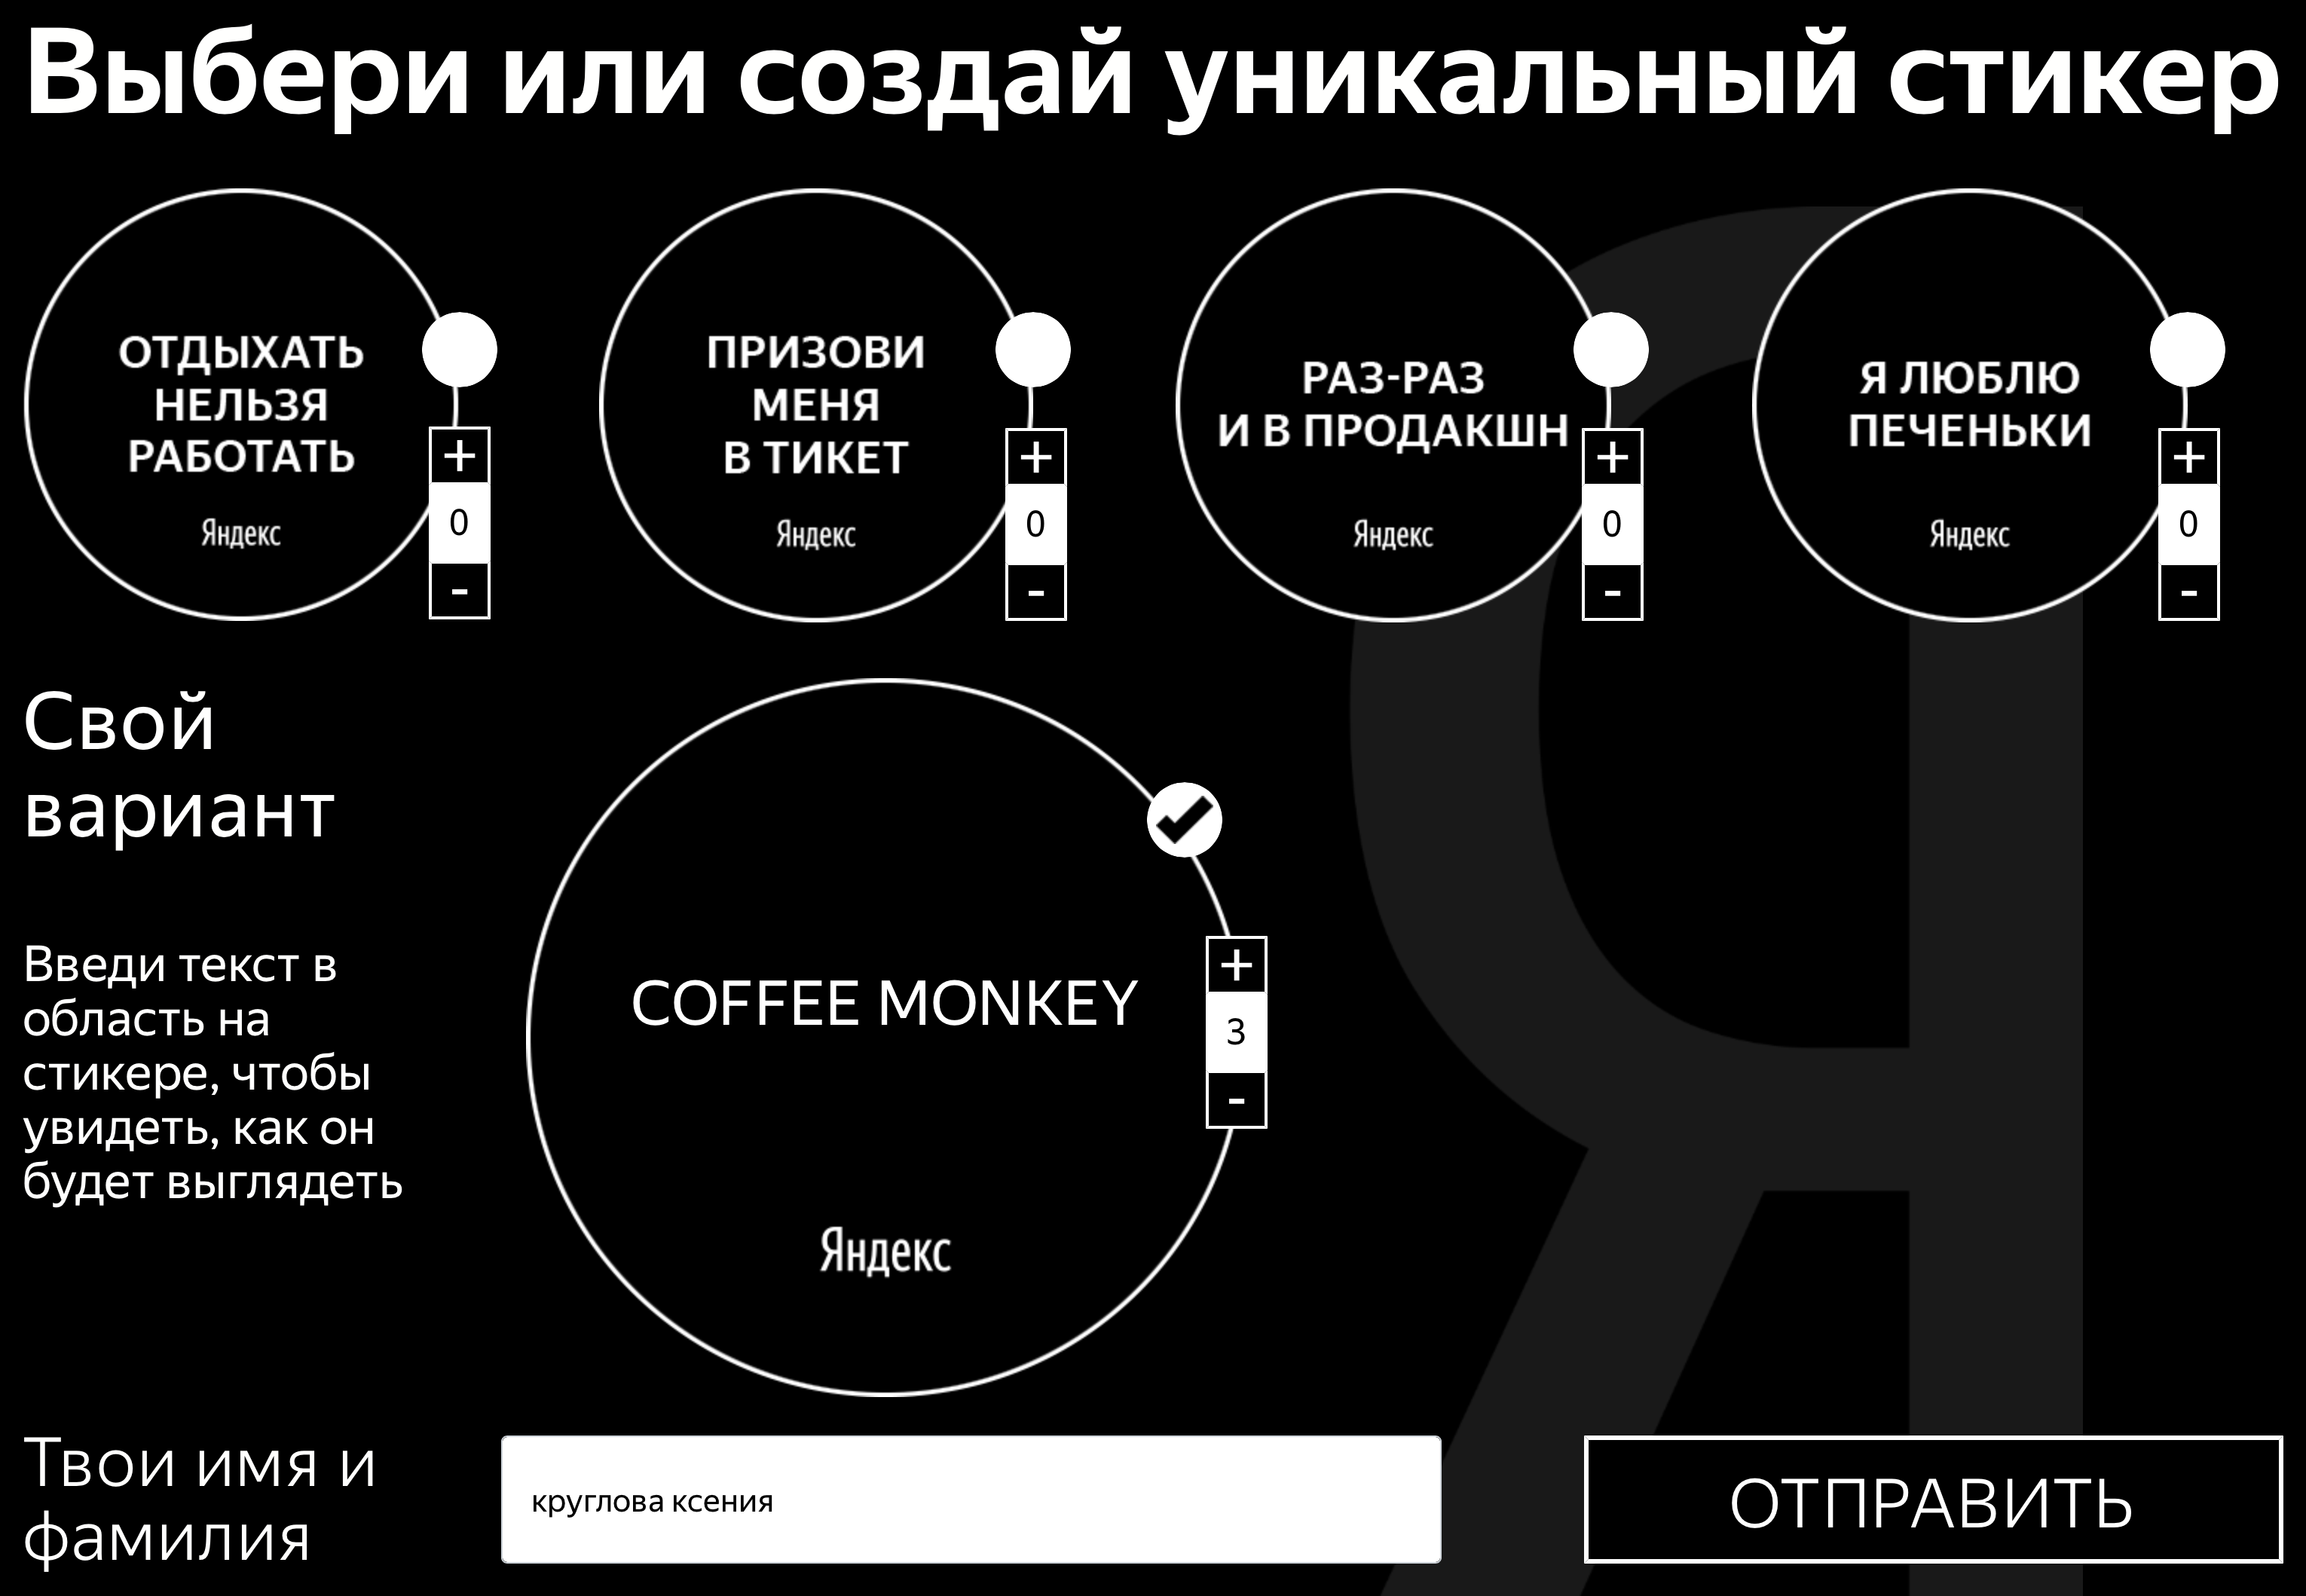 Выбери или создай уникальный стикер
ОТДЫХАТЬ
НЕЛЬЗЯ
РАБОТАТЬ
Яндекс
+
0
-
ПРИЗОВИ
МЕНЯ
В ТИКЕТ
Яндекс
+
0
-
РАЗ-РАЗ
И В ПРОДАКШН
Яндекс
+
0
-
Я ЛЮБЛЮ
ПЕЧЕНЬКИ
Яндекс
+
0
-
Свой
вариант
Введи текст в
область на
стикере, чтобы
увидеть, как он
будет выглядеть
COFFEE MONKEY
Яндекс
+
3
-
Я
Твои имя и
фамилия
круглова ксения
ОТПРАВИТЬ